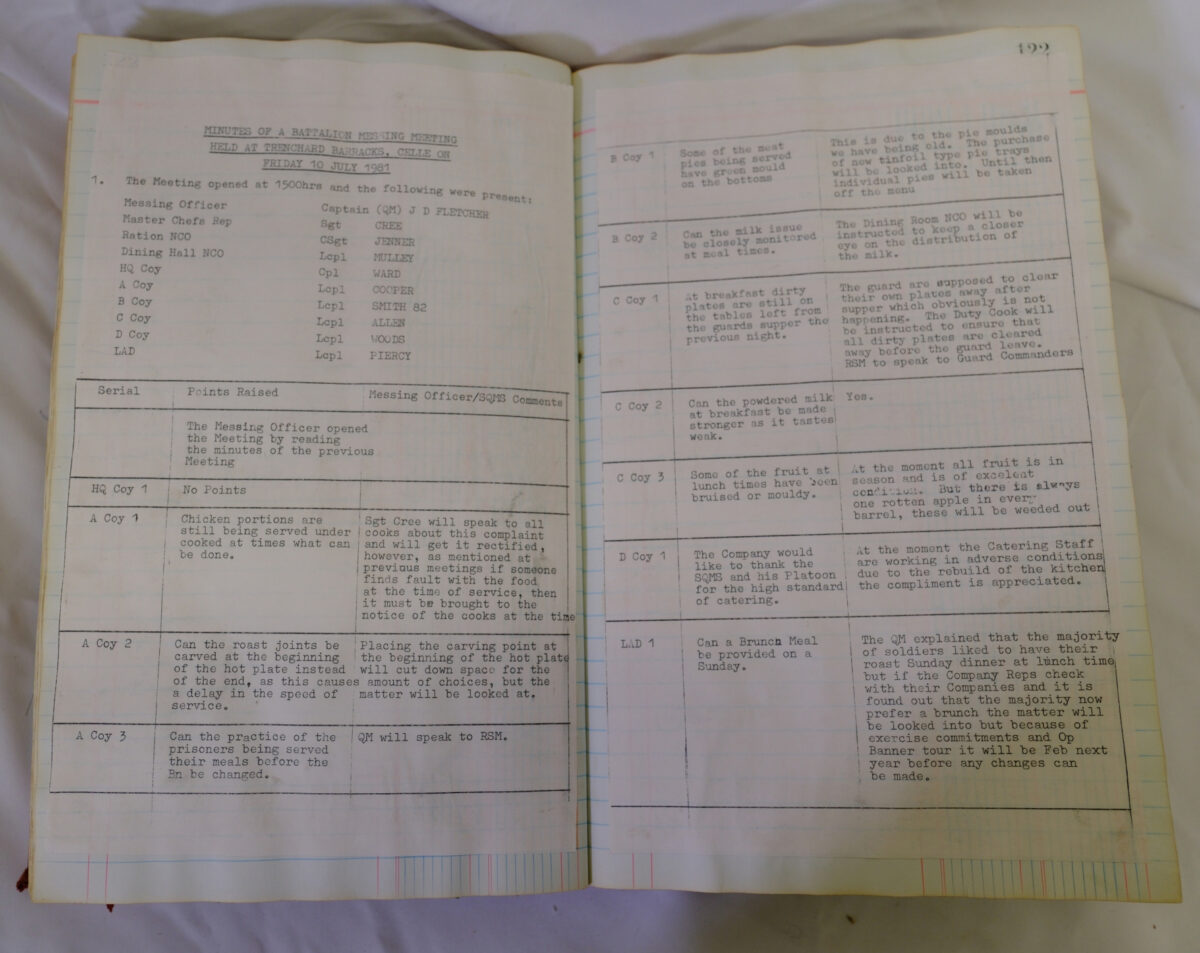 MINUTES OF A BATTALION MESSING MEETING
HELD AT TRENCHARD BARRACKS, CELLE ON
FRIDAY 10 JULY 1981
1. The Meeting opened at 1500hrs and the following were present:
Messing Officer Captain (QM) J D FLETCHER
Master Chefs Rep Sgt CREE
Ration NCO CSgt JENNER
Dining Hall NCO Lcpl MULLEY
HQ Coy Cpl WARD
A Coy Lcpl COOPER
B Coy Lcpl SMITH 82
C Coy Lcpl ALLEN
D Coy Lcpl WOODS
LAD Lcpl PIERCY
Serial Points Raised Messing Officer/SQMS Comments
The Messing Officer opened
the Meeting by reading
the minutes of the previous
Meeting
HQ Coy 1 No Points
A Coy 1 Chicken portions are
still being served under
cooked at times what can
be done.
Sgt Cree will speak to all
cooks about this complaint
and will get it rectified,
however, as mentioned at
previous meetings if someone
finds fault with the food
at the time of service, then
it must be brought to the
notice of the cooks at the time
A Coy 2 Can the roast joints be
carved at the beginning
of the hot plate instead
of the end, as this causes
a delay in the speed of
service.
Placing the carving point at
the beginning of the hot plate
will cut down space for the
amount of choices, but the
matter will be looked at.
A Coy 3 Can the practice of the
prisoners being served
their meals before the
Bn be changed.
QM will speak to RSM.
122
B Coy 1 Some of the meat
pies being served
have green mould
on the bottoms
This is due to the pie moulds
we have being old. The purchase
of new tinfoil type pie trays
will be looked into. Until then
individual pies will be taken
off the menu
B Coy 2 Can the milk issue
be closely monitored
at meal times.
The Dining Room NCO will be
instructed to keep a closer
eye on the distribution of
the milk.
C Coy 1 At breakfast dirty
plates are still on
the tables left from
the guards supper the
previous night.
The guard are supposed to clear
their own plates away after
supper which obviously is not
happening. The Duty Cook will
be instructed to ensure that
all dirty plates are cleared
away before the guard leave.
RSM to speak to Guard Commanders
C Coy 2 Can the powdered milk
at breakfast be made
stronger as it tastes
weak.
Yes.
C Coy 3 Some of the fruit at
lunch times have been
bruised or mouldy.
At the moment all fruit is in
season and is of excelent
condition. But there is always
one rotten apple in every
barrel, these will be weeded out
D Coy 1 The Company would
like to thank the
SQMS and his Platoon
for the high standard
of catering.
At the moment the Catering Staff
are working in adverse conditions
due to the rebuild of the kitchen
the compliment is appreciated.
LAD 1 Can a Brunch Meal
be provided on a
Sunday.
The QM explained that the majority
of soldiers liked to have their
roast Sunday dinner at lunch time
but if the Company Reps check
with their Companies and it is
found out that the majority now
prefer a brunch the matter will
be looked into but because of
exercise commitments and Op
Banner tour it will be Feb next
year before any changes can
be made.